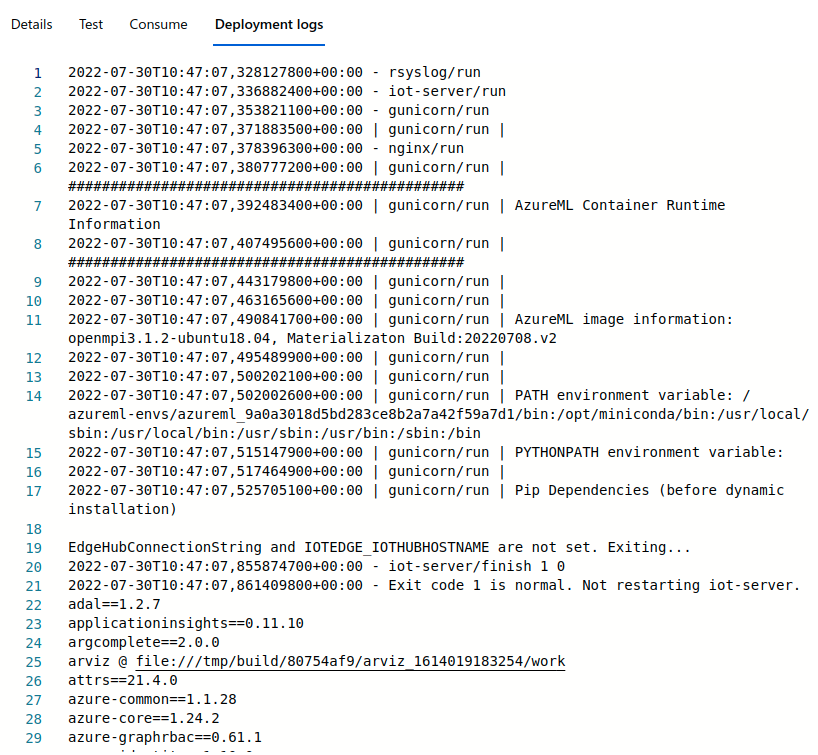 Details Test Consume Deployment logs
1 2022-07-30T10:47:07,328127800+00:00 - rsyslog/run
2 2022-07-30T10:47:07,336882400+00:00 - iot-server/run
3 2022-07-30T10:47:07,353821100+00:00 - gunicorn/run
4 2022-07-30T10:47:07,371883500+00:00 | gunicorn/run |
5 2022-07-30T10:47:07,378396300+00:00 - nginx/run
6 2022-07-30T10:47:07,380777200+00:00 | gunicorn/run |
###############################################
7 2022-07-30T10:47:07,392483400+00:00 | gunicorn/run | AzureML Container Runtime
Information
8 2022-07-30T10:47:07,407495600+00:00 | gunicorn/run |
###############################################
9 2022-07-30T10:47:07,443179800+00:00 | gunicorn/run |
10 2022-07-30T10:47:07,463165600+00:00 | gunicorn/run |
11 2022-07-30T10:47:07,490841700+00:00 | gunicorn/run | AzureML image information:
openmpi3.1.2-ubuntu18.04, Materializaton Build:20220708.v2
12 2022-07-30T10:47:07,495489900+00:00 | gunicorn/run |
13 2022-07-30T10:47:07,500202100+00:00 | gunicorn/run |
14 2022-07-30T10:47:07,502002600+00:00 | gunicorn/run | PATH environment variable: /
azureml-envs/azureml_9a0a3018d5bd283ce8b2a7a42f59a7d1/bin:/opt/miniconda/bin:/usr/local/
sbin:/usr/local/bin:/usr/sbin:/usr/bin:/sbin:/bin
15 2022-07-30T10:47:07,515147900+00:00 | gunicorn/run | PYTHONPATH environment variable:
16 2022-07-30T10:47:07,517464900+00:00 | gunicorn/run |
17 2022-07-30T10:47:07,525705100+00:00 | gunicorn/run | Pip Dependencies (before dynamic
installation)
18
19 EdgeHubConnectionString and IOTEDGE_IOTHUBHOSTNAME are not set. Exiting...
20 2022-07-30T10:47:07,855874700+00:00 - iot-server/finish 1 0
21 2022-07-30T10:47:07,861409800+00:00 - Exit code 1 is normal. Not restarting iot-server.
22 adal==1.2.7
23 applicationinsights==0.11.10
24 argcomplete==2.0.0
25 arviz @ file:///tmp/build/80754af9/arviz_1614019183254/work
26 attrs==21.4.0
27 azure-common==1.1.28
28 azure-core==1.24.2
29 azure-graphrbac==0.61.1